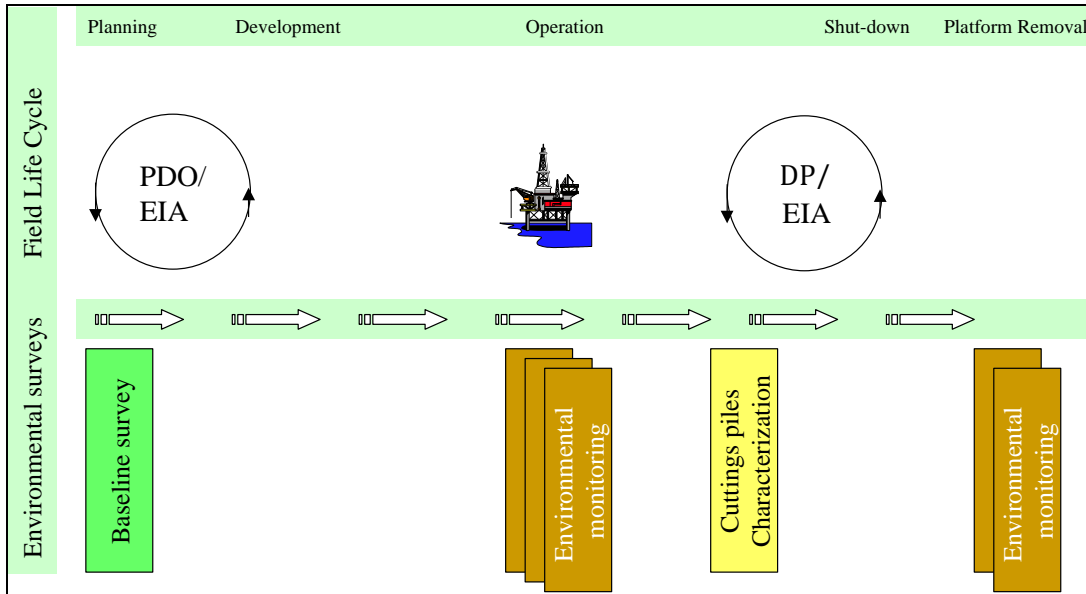 Planning
Development
Operation
Shut-down
Platform Removal
Field Life Cycle
PDO/
EIA
DP/
EIA
Environmental surveys
Baseline survey
Environmental
monitoring
Cuttings piles
Characterization
Environmental
monitoring